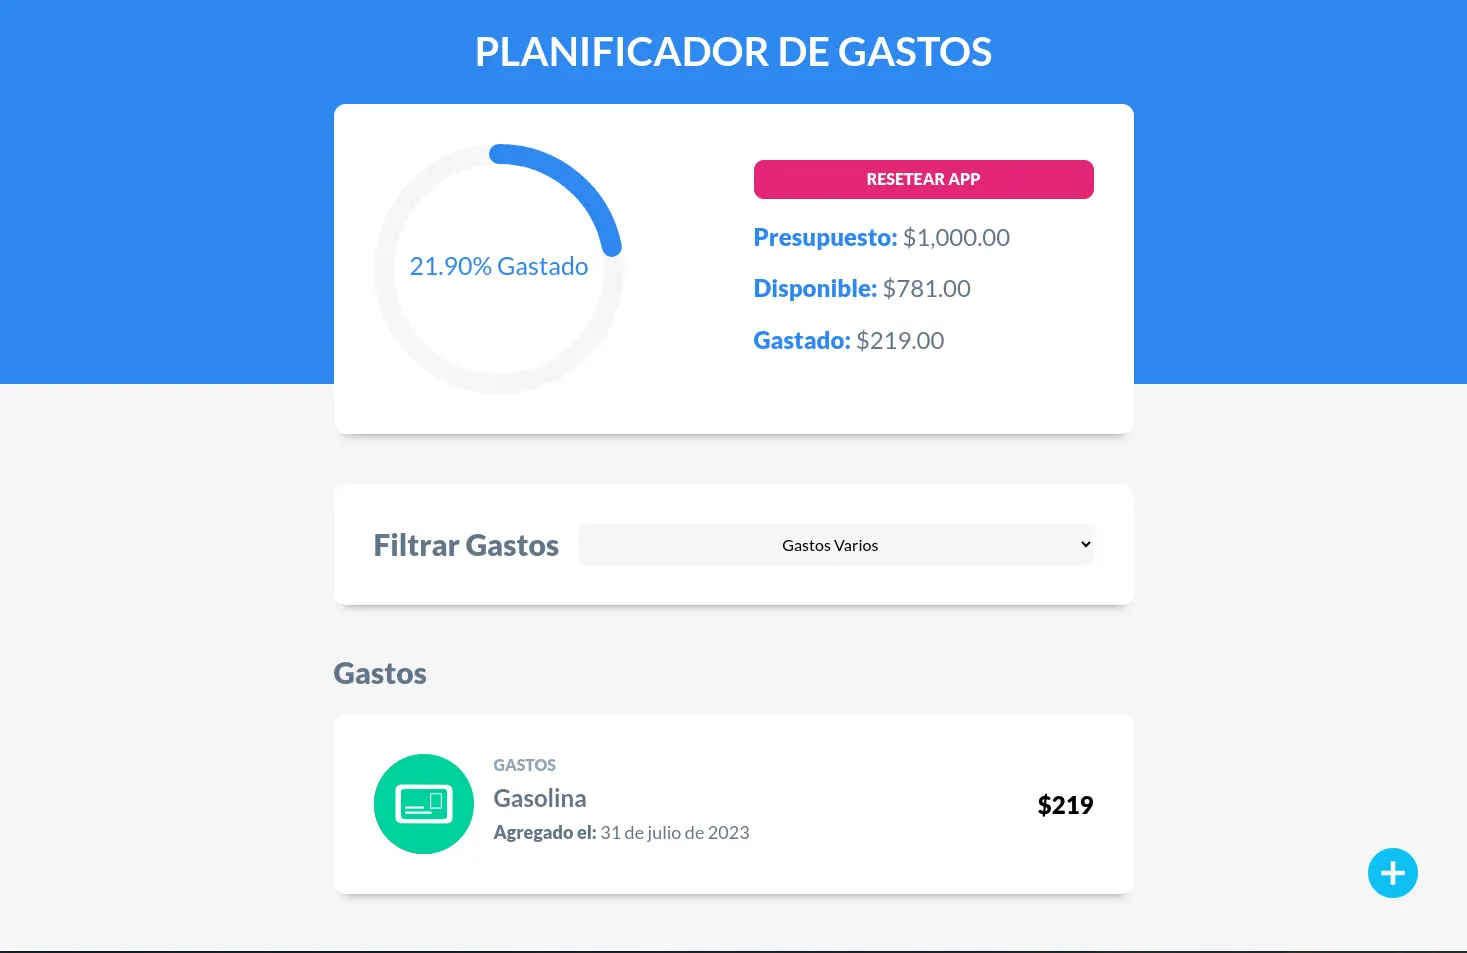 PLANIFICADOR DE GASTOS
21.90% Gastado
RESETEAR APP
Presupuesto: $1,000.00
Disponible: $781.00
Gastado: $219.00
Filtrar Gastos
Gastos Varios
Gastos
GASTOS
Gasolina
Agregado el: 31 de julio de 2023
$219